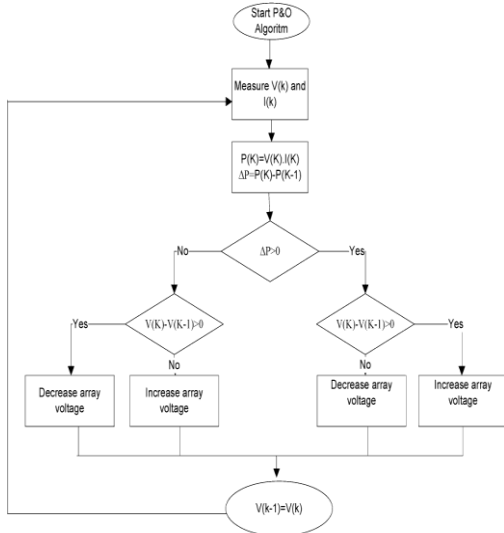 Start P&O
Algoritm
Measure V(k) and
I(k)
P(K)=V(K).I(K)
ΔP=P(K)-P(K-1)
ΔP>0
No
Yes
V(K)-V(K-1)>0
Yes
No
V(K)-V(K-1)>0
Yes
No
Decrease array
voltage
Increase array
voltage
Decrease array
voltage
Increase array
voltage
V(k-1)=V(k)